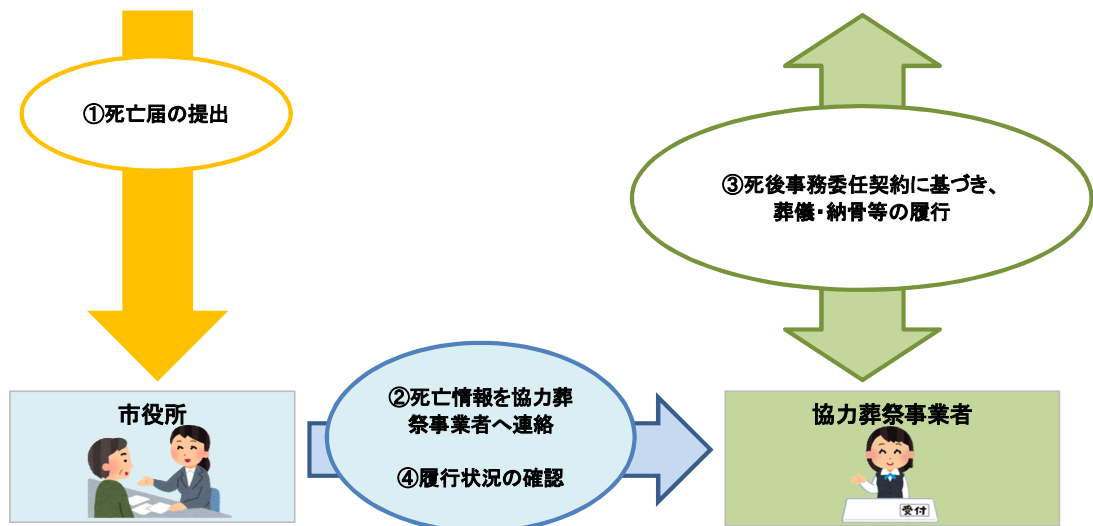 ①死亡届の提出
③死後事務委任契約に基づき、
葬儀・納骨等の履行
市役所
②死亡情報を協力葬
祭事業者へ連絡
④履行状況の確認
協力葬祭事業者
受付